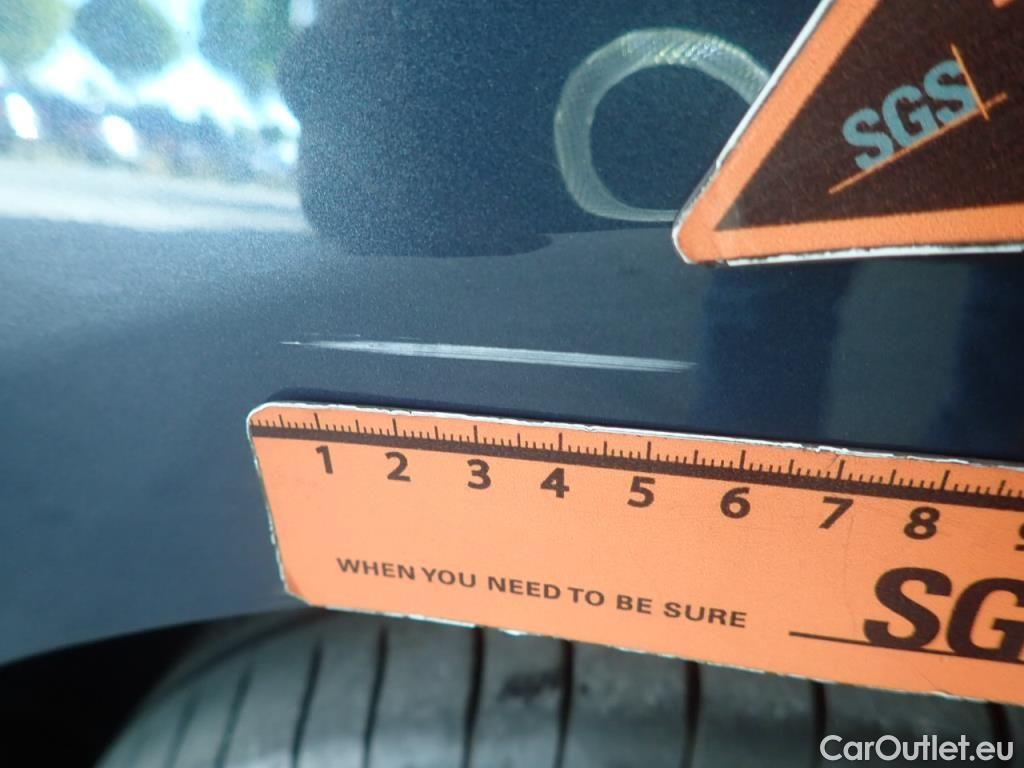 SGS
1 2 3 4 5 6 7 8
WHEN YOU NEED TO BE SURE
SG
CarOutlet.eu